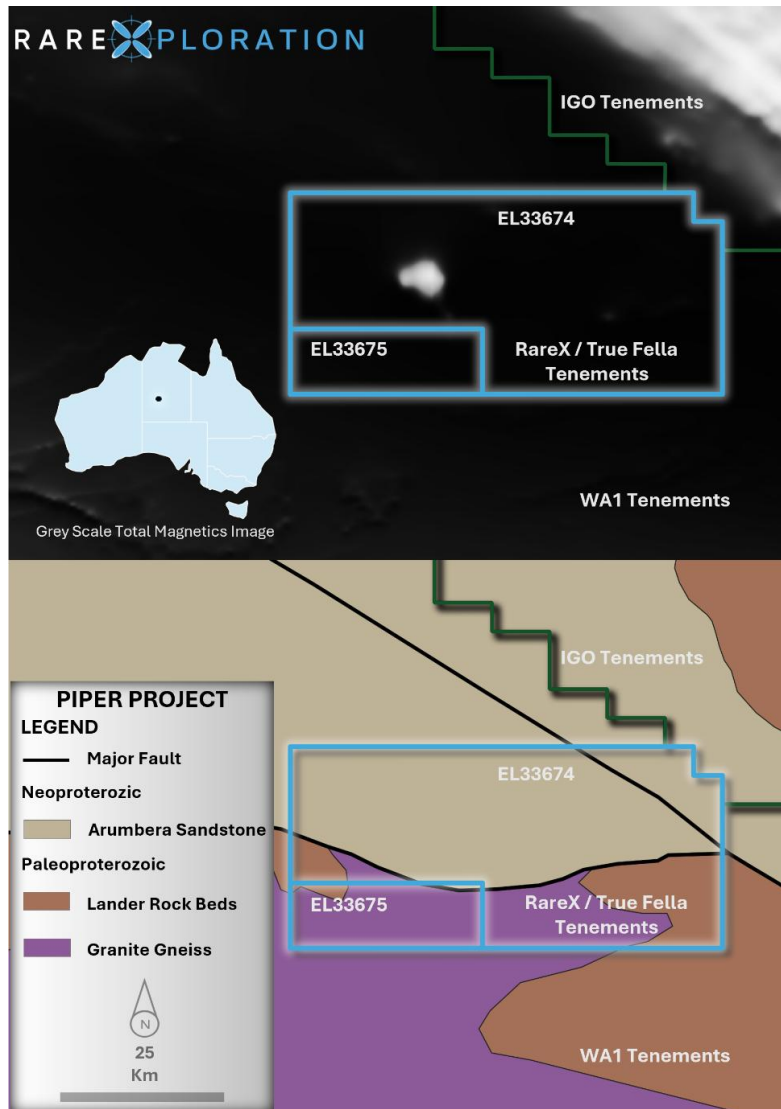 RAREXPLORATION
IGO Tenements
EL33674
EL33675
RareX / True Fella
Tenements
WA1 Tenements
Grey Scale Total Magnetics Image
IGO Tenements
PIPER PROJECT
LEGEND
Major Fault
Neoproterozic
Arumbera Sandstone
Paleoproterozic
Lander Rock Beds
Granite Gneiss
N
25
Km
EL33674
EL33675
RareX / True Fella
Tenements
WA1 Tenements